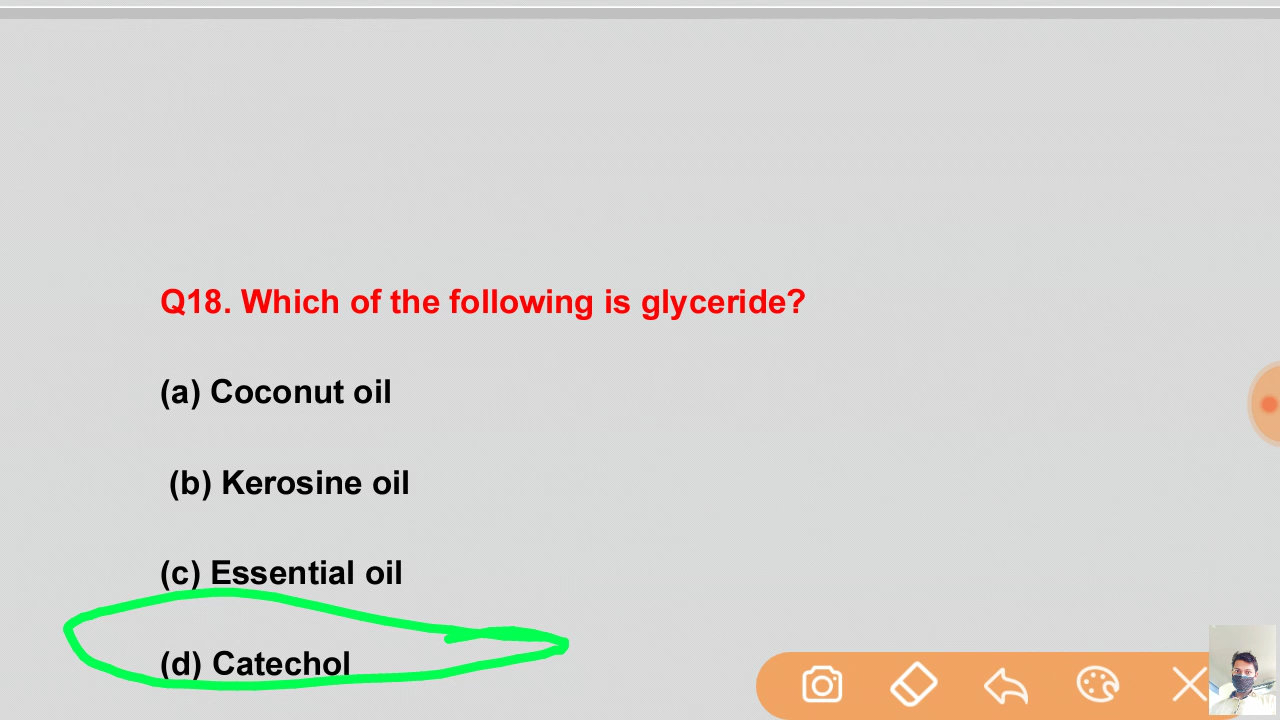 Q18. Which of the following is glyceride?
(a) Coconut oil
(b) Kerosine oil
(c) Essential oil
(d) Catechol